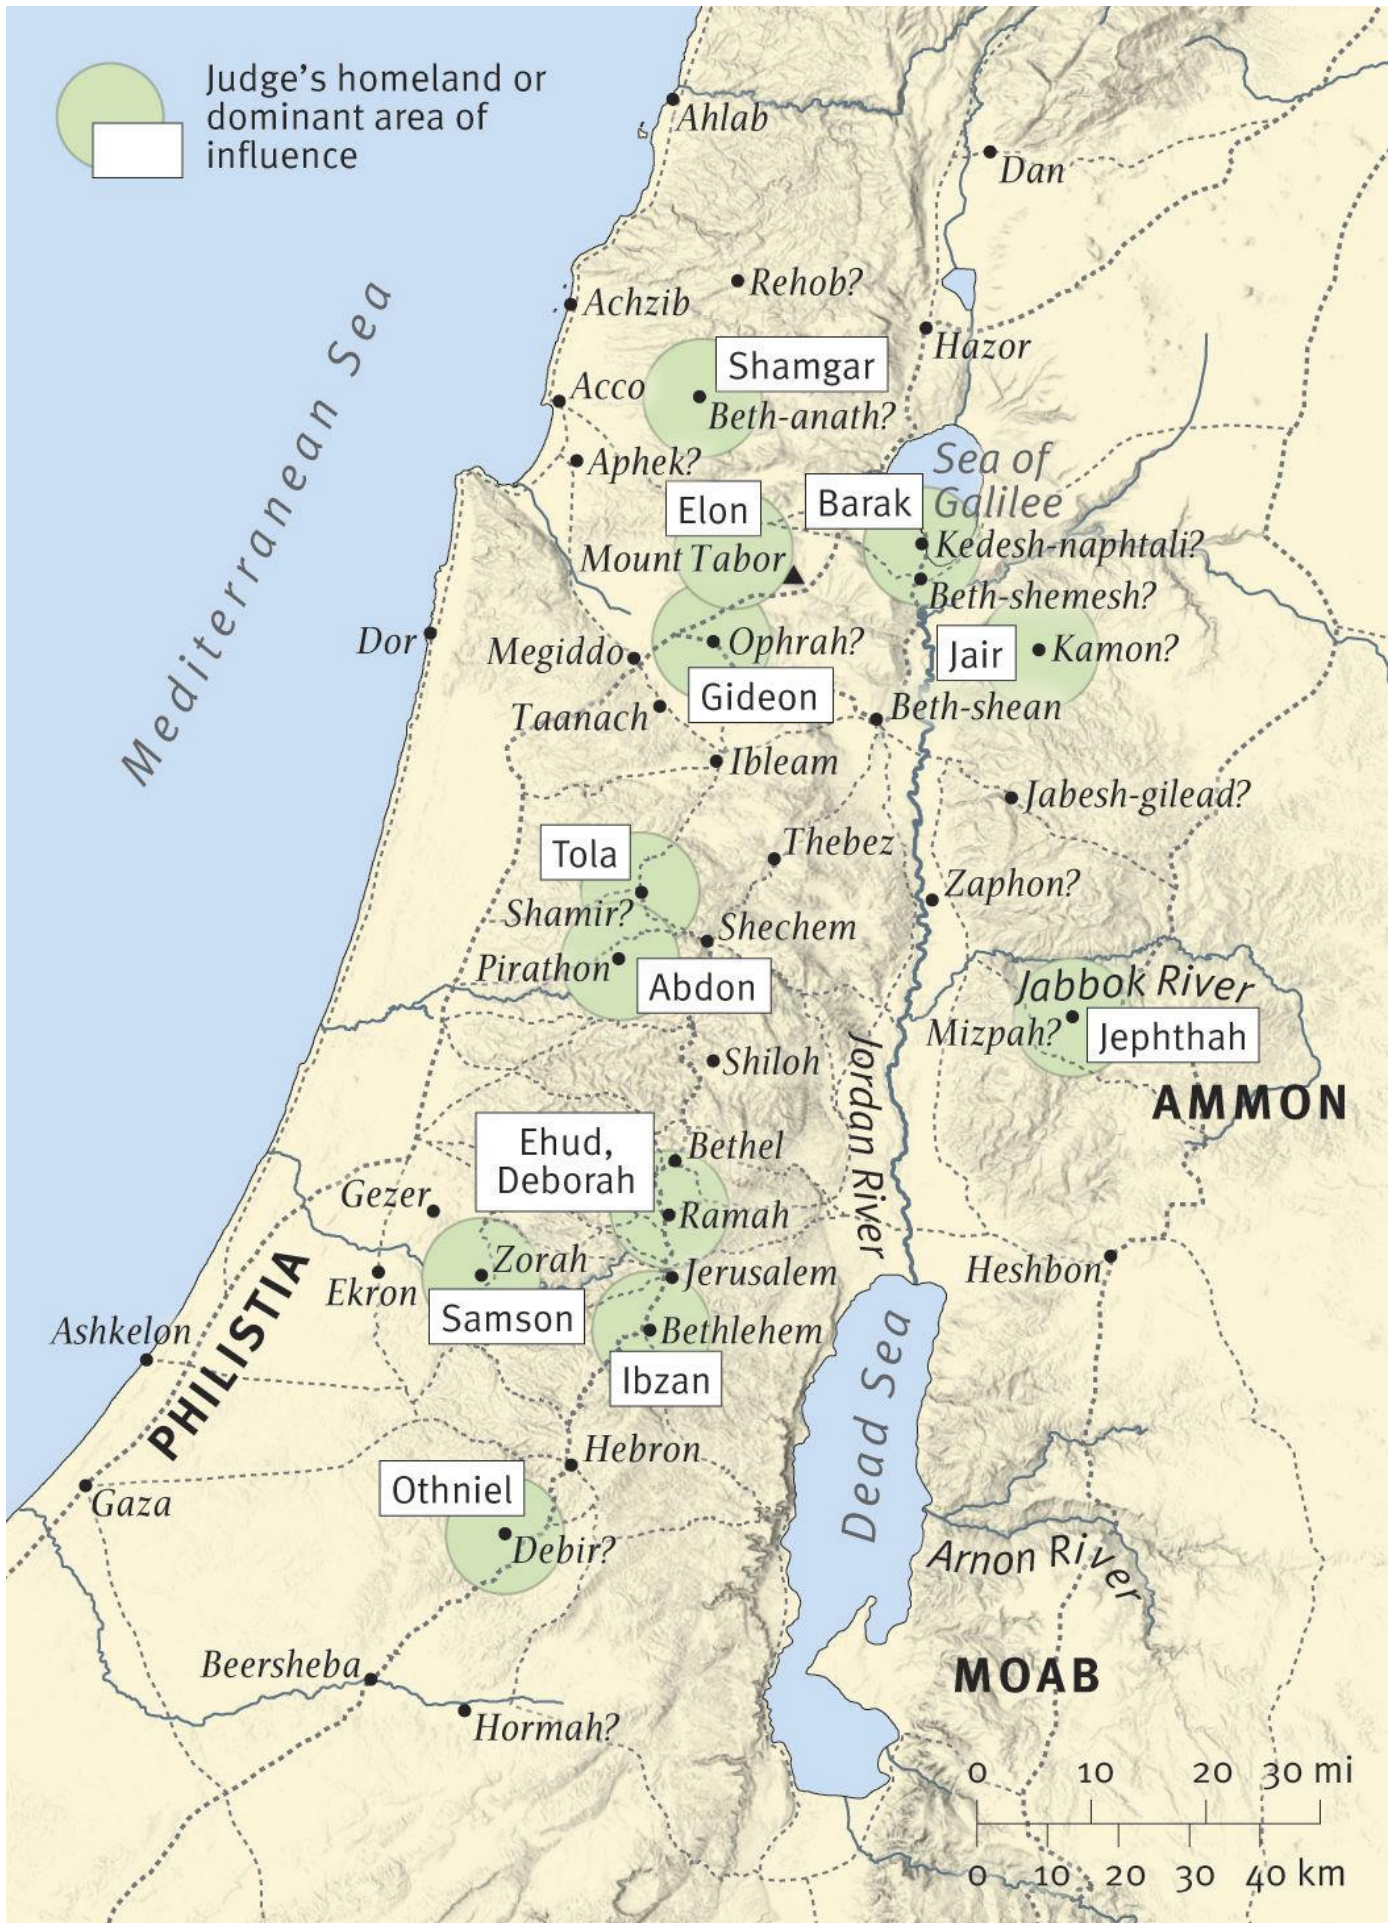 Judge's homeland or
dominant area of
influence
Ahlab
Dan
Mediterranean Sea
Rehob?
Achzib
Hazor
Shamgar
Acco
Beth-anath?
Aphek?
Sea of
Galilee
Elon
Barak
Mount Tabor
Kedesh-naphtali?
Beth-shemesh?
Dor
Megiddo
Ophrah?
Jair
Kamon?
Gideon
Taanach
Beth-shean
Ibleam
Jabesh-gilead?
Tola
Thebez
Zaphon?
Shamir?
Shechem
Pirathon
Abdon
Jabbok River
Mizpah?
Jephthah
Shiloh
Jordan River
AMMON
Ehud,
Deborah
Bethel
Gezer
Ramah
Zorah
Ekron
Jerusalem
Heshbon
Samson
Ashkelon
PHILISTIA
Bethlehem
Ibzan
Dead Sea
Hebron
Othniel
Gaza
Debir?
Arnon River
Beersheba
MOAB
Hormah?
0 10 20 30 mi
0 10 20 30 40 km